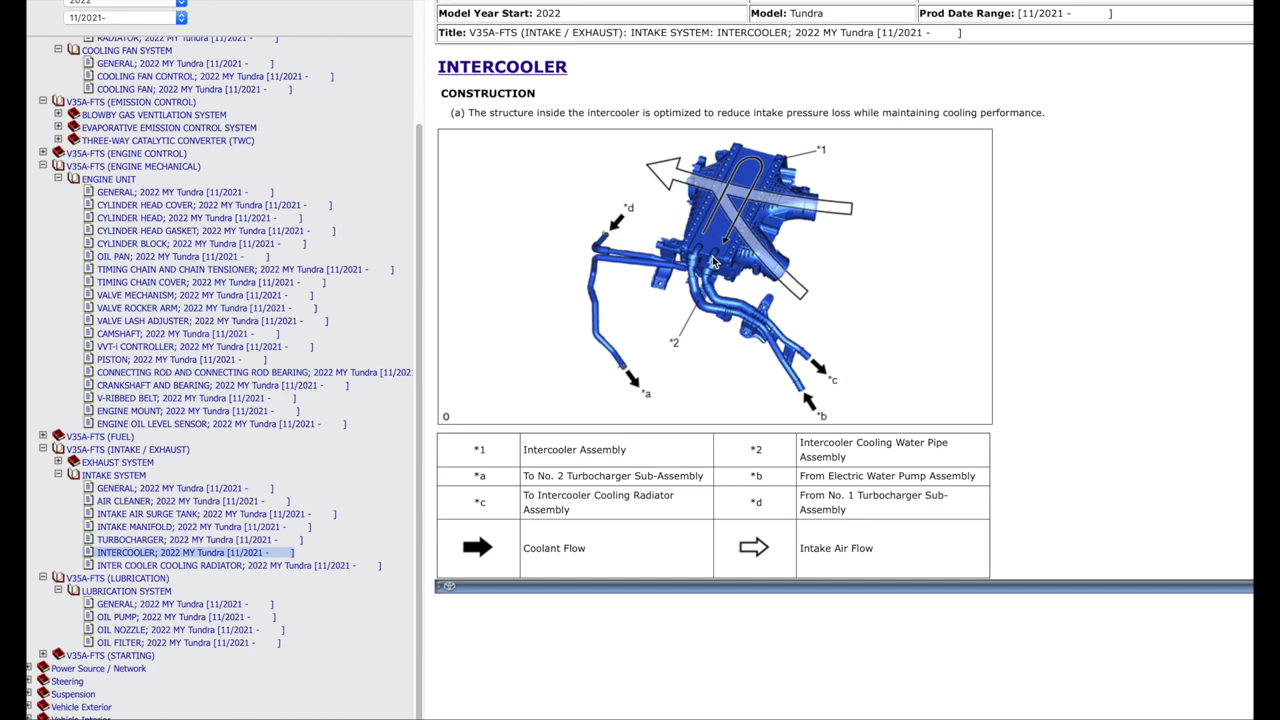 2022
11/2021-
RADIATOR; 2022 MY Tundra [11/2021 - ]
COOLING FAN SYSTEM
GENERAL; 2022 MY Tundra [11/2021 - ]
COOLING FAN CONTROL; 2022 MY Tundra [11/2021 - ]
COOLING FAN; 2022 MY Tundra [11/2021 - ]
V35A-FTS (EMISSION CONTROL)
BLOWBY GAS VENTILATION SYSTEM
EVAPORATIVE EMISSION CONTROL SYSTEM
THREE-WAY CATALYTIC CONVERTER (TWC)
V35A-FTS (ENGINE CONTROL)
V35A-FTS (ENGINE MECHANICAL)
ENGINE UNIT
GENERAL; 2022 MY Tundra [11/2021 - ]
CYLINDER HEAD COVER; 2022 MY Tundra [11/2021 - ]
CYLINDER HEAD; 2022 MY Tundra [11/2021 - ]
CYLINDER HEAD GASKET; 2022 MY Tundra [11/2021 - ]
CYLINDER BLOCK; 2022 MY Tundra [11/2021 - ]
OIL PAN; 2022 MY Tundra [11/2021 - ]
TIMING CHAIN AND CHAIN TENSIONER; 2022 MY Tundra [11/2021 - ]
TIMING CHAIN COVER; 2022 MY Tundra [11/2021 - ]
VALVE MECHANISM; 2022 MY Tundra [11/2021 - ]
VALVE ROCKER ARM; 2022 MY Tundra [11/2021 - ]
VALVE LASH ADJUSTER; 2022 MY Tundra [11/2021 - ]
CAMSHAFT; 2022 MY Tundra [11/2021 - ]
VVT-i CONTROLLER; 2022 MY Tundra [11/2021 - ]
PISTON; 2022 MY Tundra [11/2021 - ]
CONNECTING ROD AND CONNECTING ROD BEARING; 2022 MY Tundra [11/202
CRANKSHAFT AND BEARING; 2022 MY Tundra [11/2021 - ]
V-RIBBED BELT; 2022 MY Tundra [11/2021 - ]
ENGINE MOUNT; 2022 MY Tundra [11/2021 - ]
ENGINE OIL LEVEL SENSOR; 2022 MY Tundra [11/2021 - ]
V35A-FTS (FUEL)
V35A-FTS (INTAKE / EXHAUST)
EXHAUST SYSTEM
INTAKE SYSTEM
GENERAL; 2022 MY Tundra [11/2021 - ]
AIR CLEANER; 2022 MY Tundra [11/2021 - ]
INTAKE AIR SURGE TANK; 2022 MY Tundra [11/2021 - ]
INTAKE MANIFOLD; 2022 MY Tundra [11/2021 - ]
TURBOCHARGER; 2022 MY Tundra [11/2021 - ]
INTERCOOLER; 2022 MY Tundra [11/2021 - ]
INTER COOLER COOLING RADIATOR; 2022 MY Tundra [11/2021 - ]
V35A-FTS (LUBRICATION)
LUBRICATION SYSTEM
GENERAL; 2022 MY Tundra [11/2021 - ]
OIL PUMP; 2022 MY Tundra [11/2021 - ]
OIL NOZZLE; 2022 MY Tundra [11/2021 - ]
OIL FILTER; 2022 MY Tundra [11/2021 - ]
V35A-FTS (STARTING)
Power Source / Network
Steering
Suspension
Vehicle Exterior
Vehicle Interior
Model Year Start: 2022 Model: Tundra Prod Date Range: [11/2021 - ]
Title: V35A-FTS (INTAKE / EXHAUST): INTAKE SYSTEM: INTERCOOLER; 2022 MY Tundra [11/2021 - ]
INTERCOOLER
CONSTRUCTION
(a) The structure inside the intercooler is optimized to reduce intake pressure loss while maintaining cooling performance.
*1
*d
*2
*c
*a
*b
0
*1 Intercooler Assembly *2 Intercooler Cooling Water Pipe
Assembly
*a To No. 2 Turbocharger Sub-Assembly *b From Electric Water Pump Assembly
*c To Intercooler Cooling Radiator
Assembly *d From No. 1 Turbocharger Sub-
Assembly
Coolant Flow Intake Air Flow